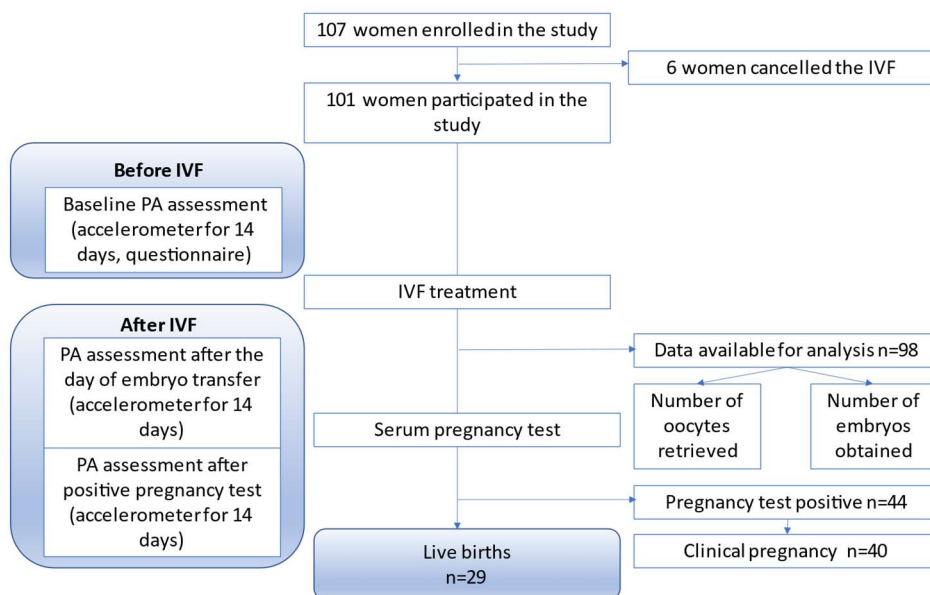 107 women enrolled in the study
6 women cancelled the IVF
101 women participated in the
study
Before IVF
Baseline PA assessment
(accelerometer for 14
days, questionnaire)
IVF treatment
After IVF
PA assessment after the
day of embryo transfer
(accelerometer for 14
days)
PA assessment after
positive pregnancy test
(accelerometer for 14
days)
Data available for analysis n=98
Number of
oocytes
retrieved
Number of
embryos
obtained
Serum pregnancy test
Pregnancy test positive n=44
Clinical pregnancy n=40
Live births
n=29